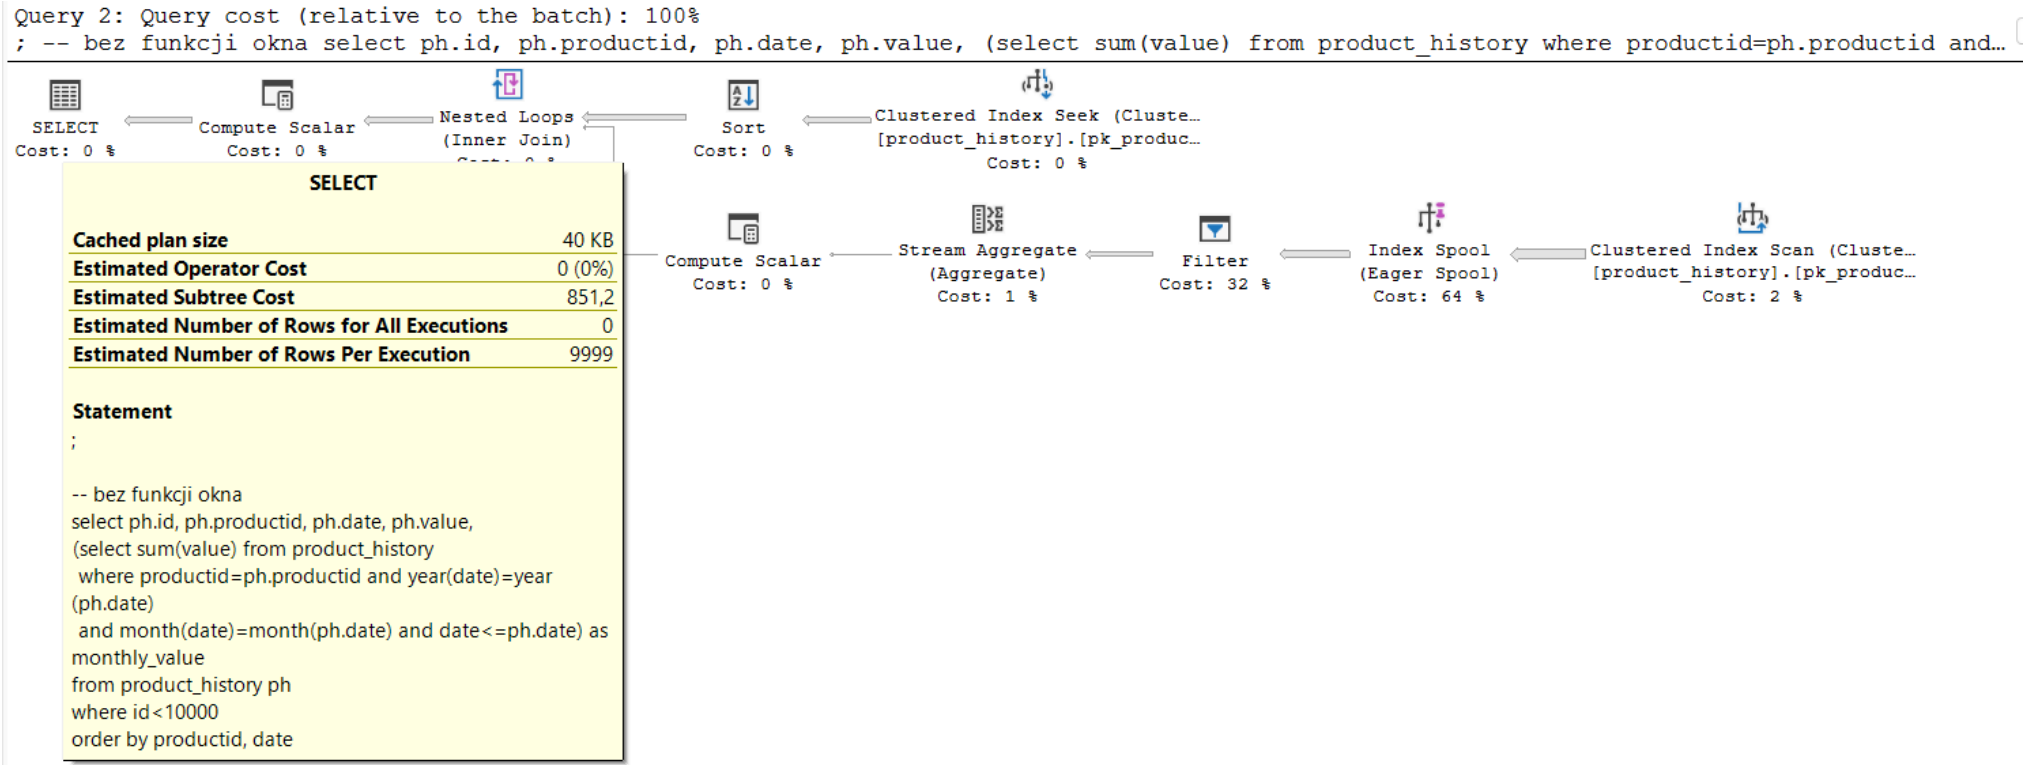 Query 2: Query cost (relative to the batch): 100%
; -- bez funkcji okna select ph.id, ph.productid, ph.date, ph.value, (select sum(value) from product_history where productid=ph.productid and…
SELECT
Cost: 0 %
Compute Scalar
Cost: 0 %
Nested Loops
(Inner Join)
Cost: 0 %
Sort
Cost: 0 %
Clustered Index Seek (Cluste…
[product_history].[pk_produc…
Cost: 0 %
Compute Scalar
Cost: 0 %
Stream Aggregate
(Aggregate)
Cost: 1 %
Filter
Cost: 32 %
Index Spool
(Eager Spool)
Cost: 64 %
Clustered Index Scan (Cluste…
[product_history].[pk_produc…
Cost: 2 %
SELECT
Cached plan size 40 KB
Estimated Operator Cost 0 (0%)
Estimated Subtree Cost 851,2
Estimated Number of Rows for All Executions 0
Estimated Number of Rows Per Execution 9999
Statement
;
-- bez funkcji okna
select ph.id, ph.productid, ph.date, ph.value,
(select sum(value) from product_history
where productid=ph.productid and year(date)=year
(ph.date)
and month(date)=month(ph.date) and date<=ph.date) as
monthly_value
from product_history ph
where id<10000
order by productid, date